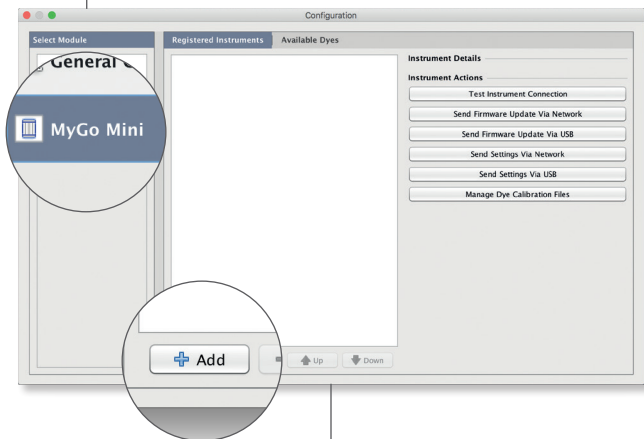 Configuration
Select Module
Registered Instruments
Available Dyes
General
MyGo Mini
Instrument Details
Instrument Actions
Test Instrument Connection
Send Firmware Update Via Network
Send Firmware Update Via USB
Send Settings Via Network
Send Settings Via USB
Manage Dye Calibration Files
Add
Up
Down